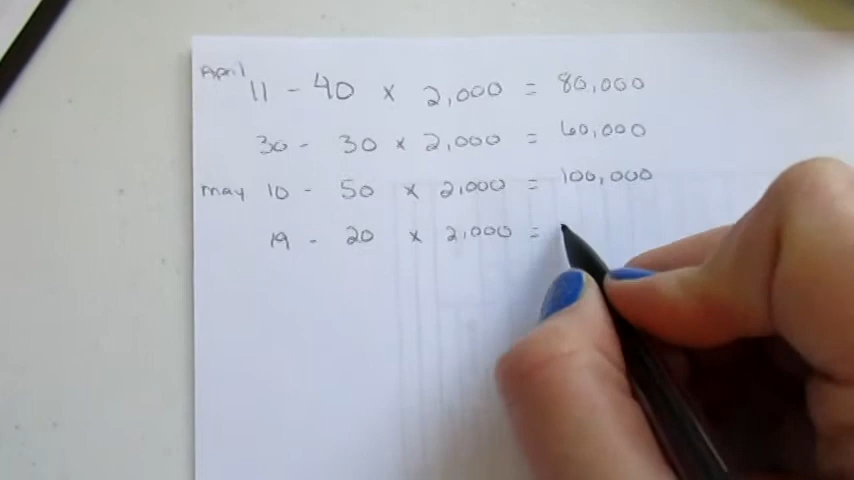 April 11 - 40 x 2,000 = 80,000
30 - 30 x 2,000 = 60,000
may 10 - 50 x 2,000 = 100,000
19 - 20 x 2,000 =